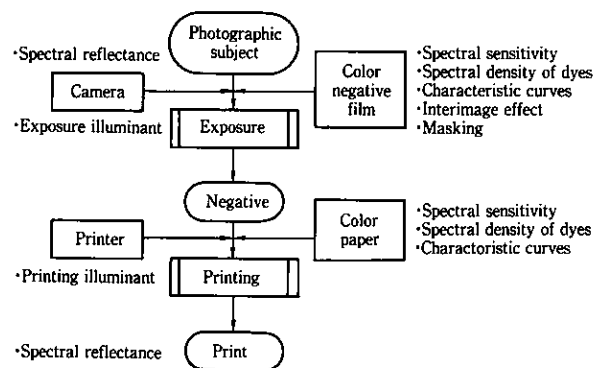 Photographic
subject
·Spectral reflectance
Camera
Color
negative
film
·Spectral sensitivity
·Spectral density of dyes
·Characteristic curves
·Interimage effect
·Masking
·Exposure illuminant
Exposure
Negative
Printer
Color
paper
·Spectral sensitivity
·Spectral density of dyes
·Charactoristic curves
·Printing illuminant
Printing
·Spectral reflectance
Print